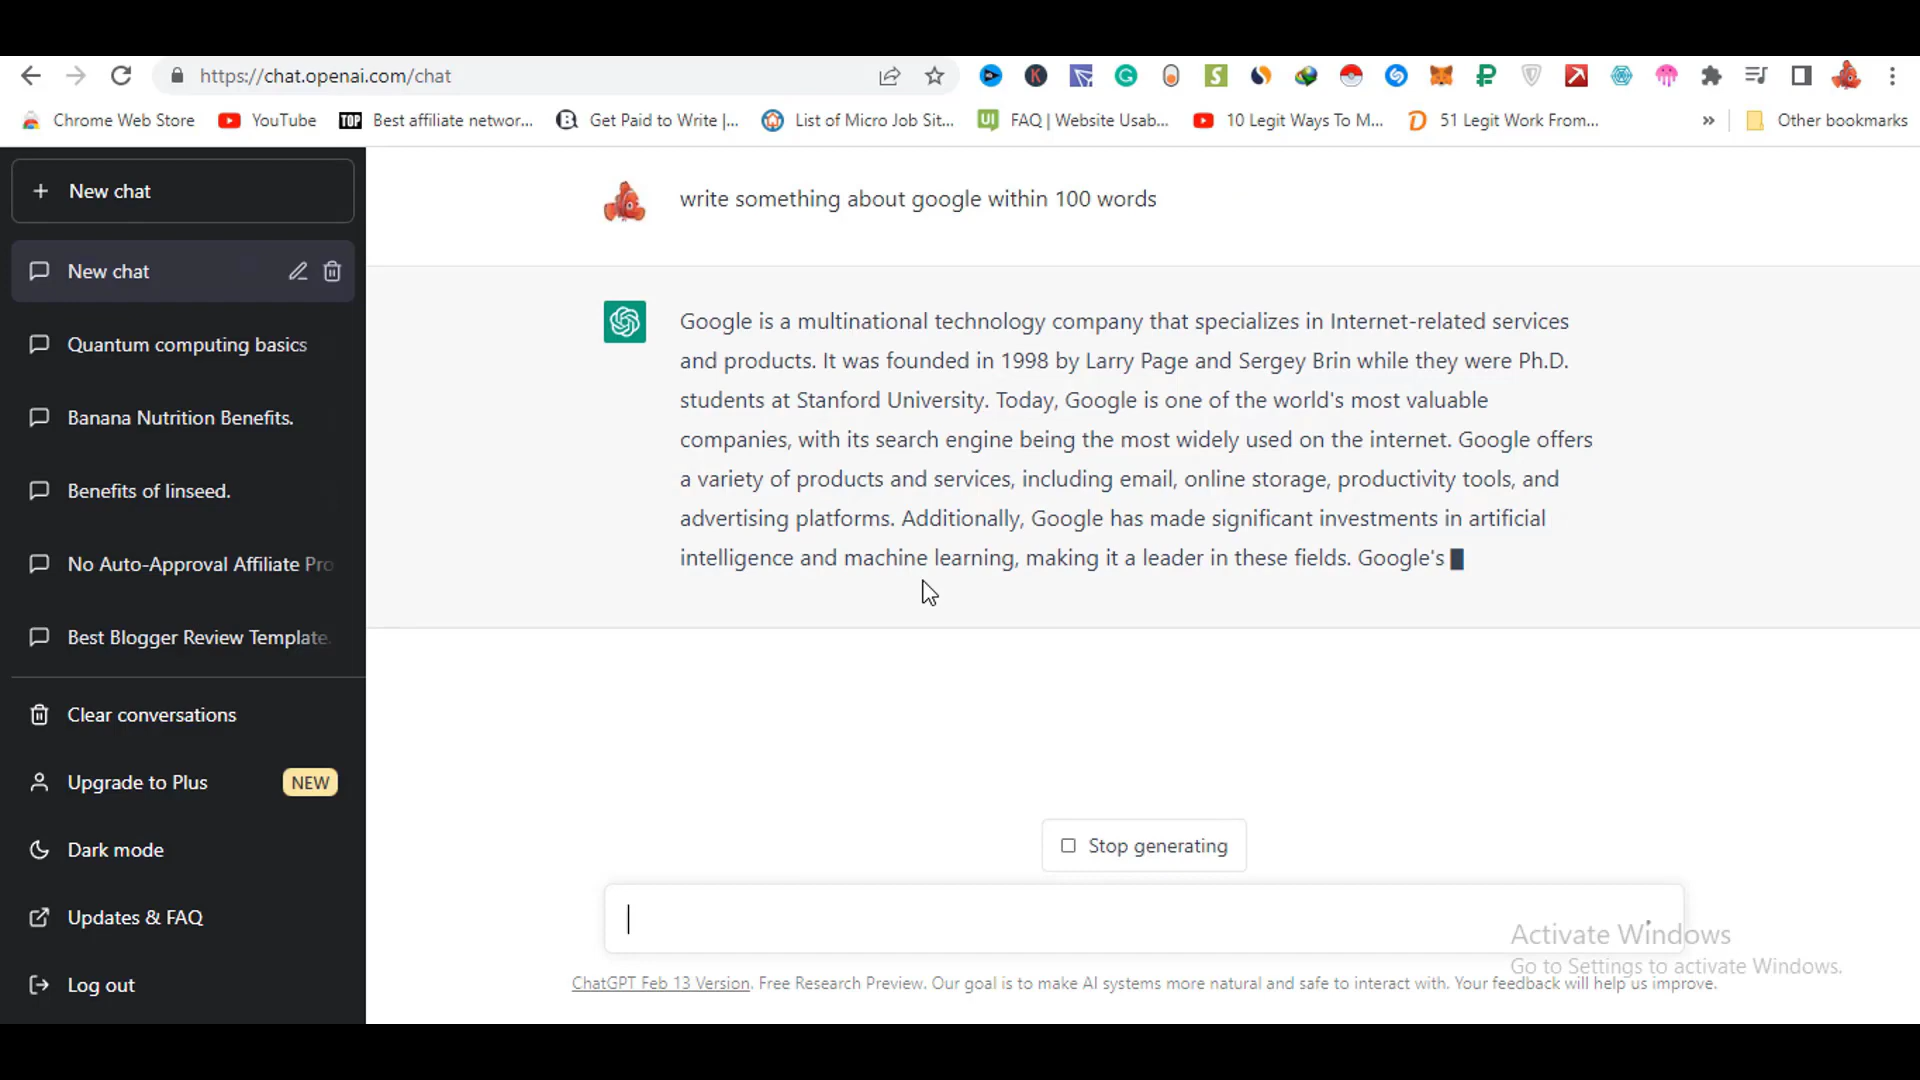 https://chat.openai.com/chat
Chrome Web Store YouTube TOP Best affiliate networ... Get Paid to Write |... List of Micro Job Sit... UI FAQ | Website Usab... 10 Legit Ways To M... 51 Legit Work From... » Other bookmarks
+ New chat
New chat
Quantum computing basics
Banana Nutrition Benefits.
Benefits of linseed.
No Auto-Approval Affiliate Pro
Best Blogger Review Template.
Clear conversations
Upgrade to Plus NEW
Dark mode
Updates & FAQ
Log out
write something about google within 100 words
Google is a multinational technology company that specializes in Internet-related services
and products. It was founded in 1998 by Larry Page and Sergey Brin while they were Ph.D.
students at Stanford University. Today, Google is one of the world's most valuable
companies, with its search engine being the most widely used on the internet. Google offers
a variety of products and services, including email, online storage, productivity tools, and
advertising platforms. Additionally, Google has made significant investments in artificial
intelligence and machine learning, making it a leader in these fields. Google's
Stop generating
Activate Windows
Go to Settings to activate Windows.
ChatGPT Feb 13 Version. Free Research Preview. Our goal is to make AI systems more natural and safe to interact with. Your feedback will help us improve.